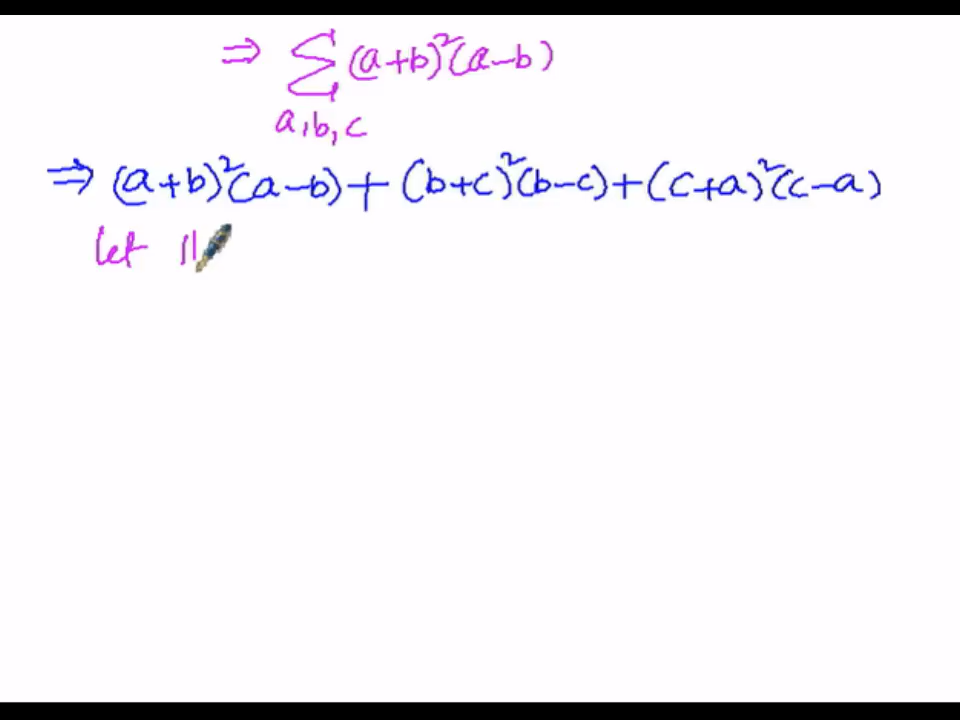 ⇒ ∑ (a+b)²(a-b)
a,b,c
⇒ (a+b)²(a-b)+(b+c)²(b-c)+(c+a)²(c-a)
let